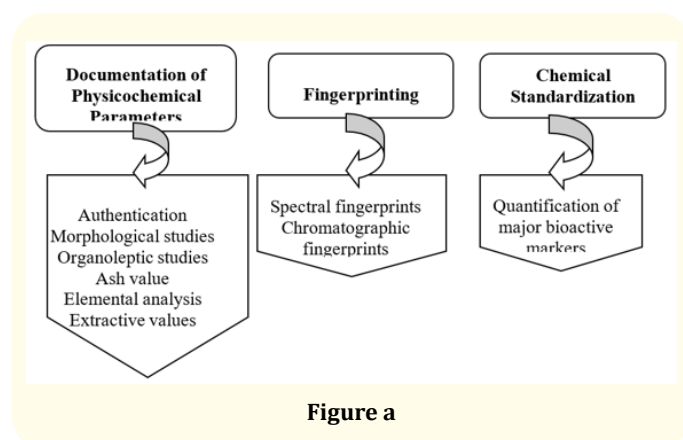 Documentation of
Physicochemical
Parameters
Authentication
Morphological studies
Organoleptic studies
Ash value
Elemental analysis
Extractive values
Fingerprinting
Spectral fingerprints
Chromatographic
fingerprints
Chemical
Standardization
Quantification of
major bioactive
markers
Figure a